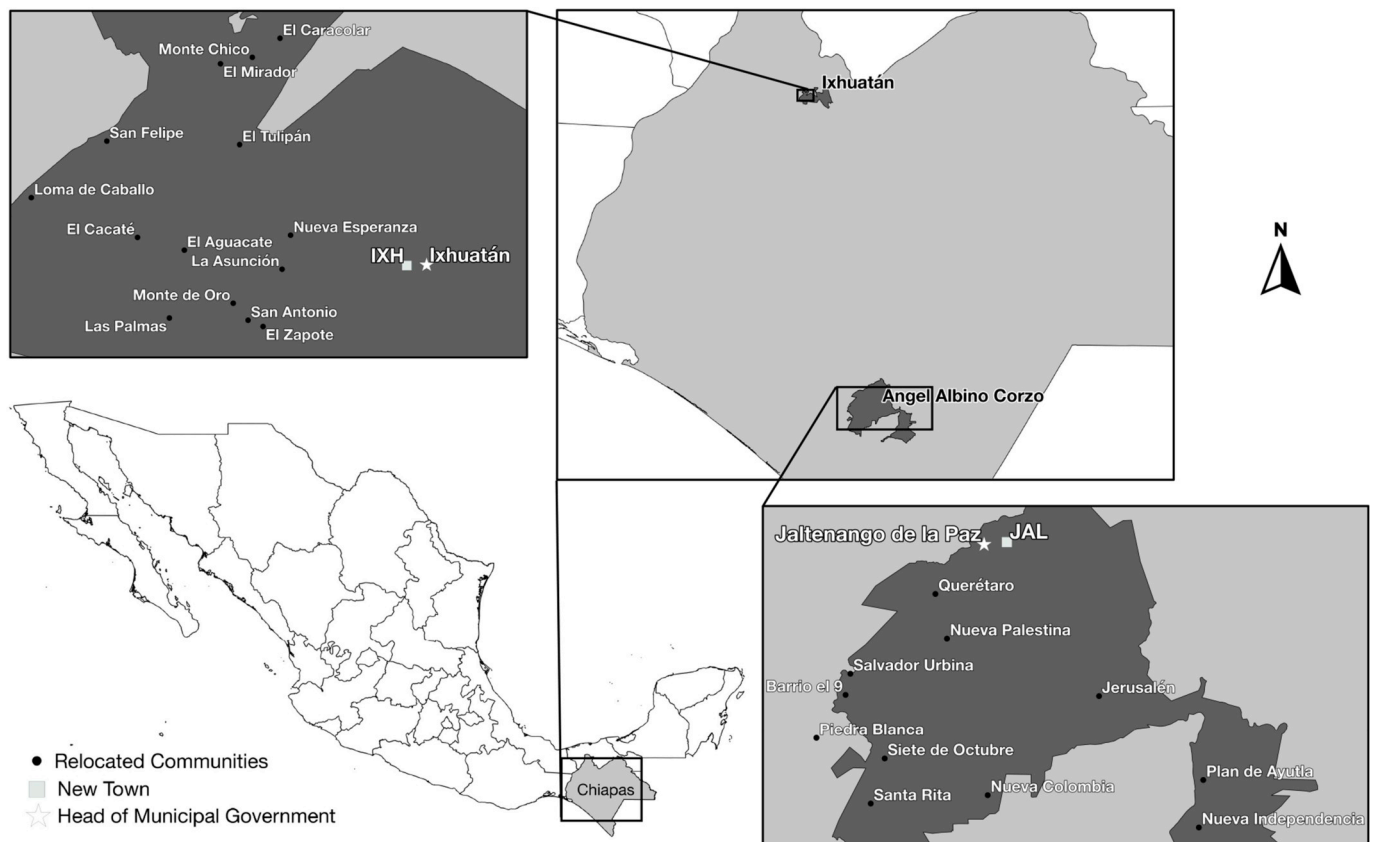 El Caracolar
Monte Chico
El Mirador
San Felipe
El Tulipán
Loma de Caballo
El Cacaté
El Aguacate
Nueva Esperanza
La Asunción
IXH
Ixhuatán
Monte de Oro
San Antonio
Las Palmas
El Zapote
Ixhuatán
Angel Albino Corzo
N
Chiapas
Relocated Communities
New Town
Head of Municipal Government
Jaltenango de la Paz
JAL
Querétaro
Nueva Palestina
Salvador Urbina
Barrio el 9
Jerusalén
Piedra Blanca
Siete de Octubre
Santa Rita
Nueva Colombia
Plan de Ayutla
Nueva Independencia